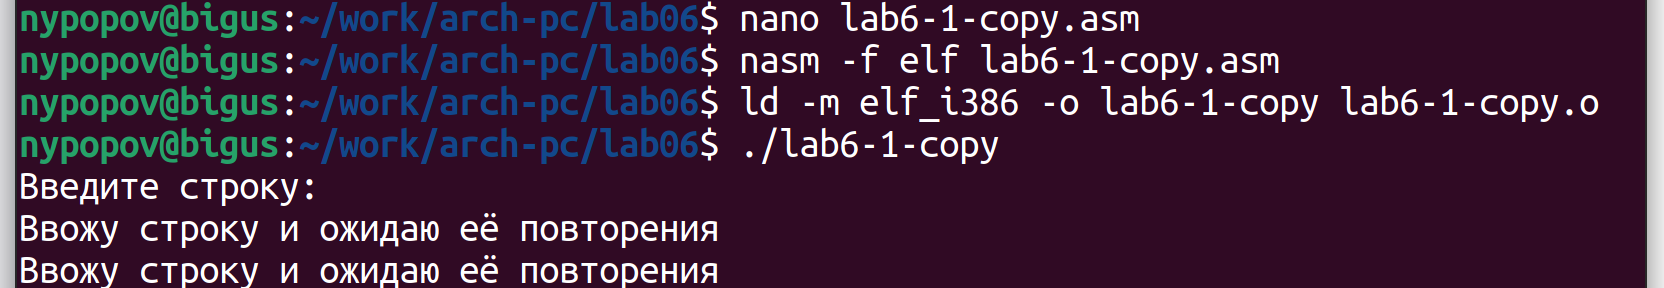 nypopov@bigus:~/work/arch-pc/lab06$ nano lab6-1-copy.asm
nypopov@bigus:~/work/arch-pc/lab06$ nasm -f elf lab6-1-copy.asm
nypopov@bigus:~/work/arch-pc/lab06$ ld -m elf_i386 -o lab6-1-copy lab6-1-copy.o
nypopov@bigus:~/work/arch-pc/lab06$ ./lab6-1-copy
Введите строку:
Ввожу строку и ожидаю её повторения
Ввожу строку и ожидаю её повторения